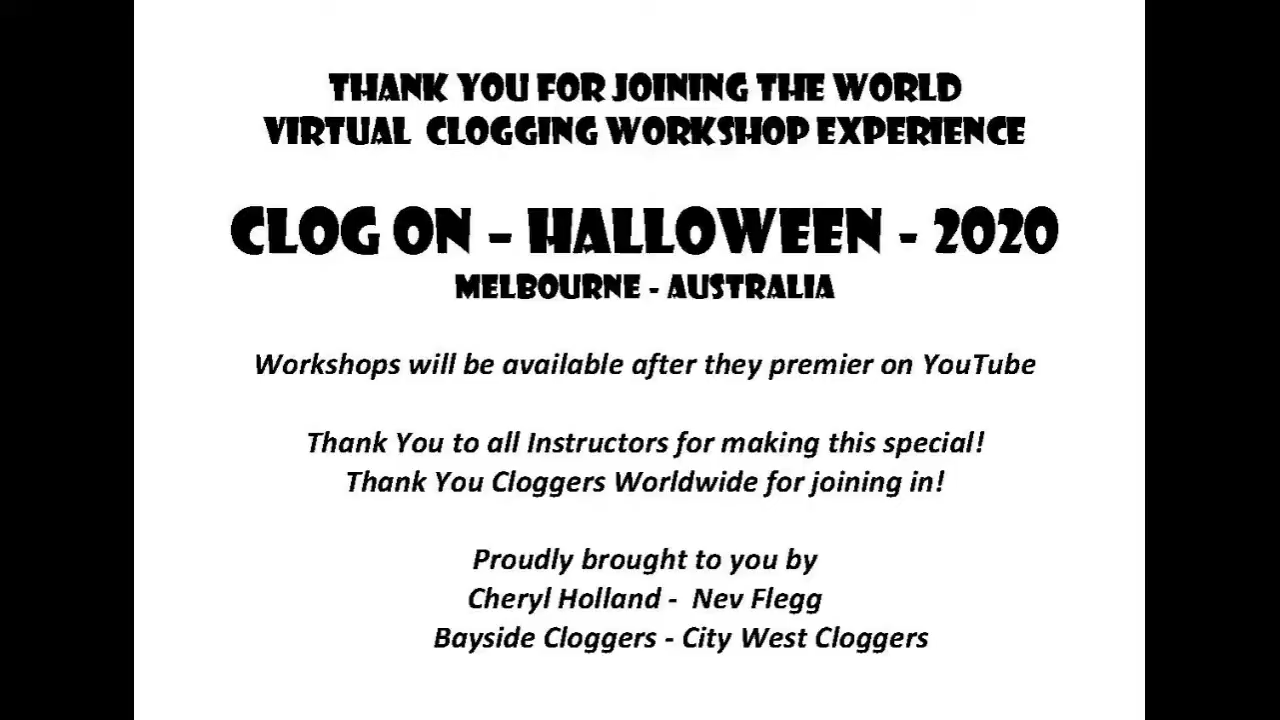 THANK YOU FOR JOINING THE WORLD
VIRTUAL CLOGGING WORKSHOP EXPERIENCE
CLOG ON – HALLOWEEN - 2020
MELBOURNE - AUSTRALIA
Workshops will be available after they premier on YouTube
Thank You to all Instructors for making this special!
Thank You Cloggers Worldwide for joining in!
Proudly brought to you by
Cheryl Holland - Nev Flegg
Bayside Cloggers - City West Cloggers